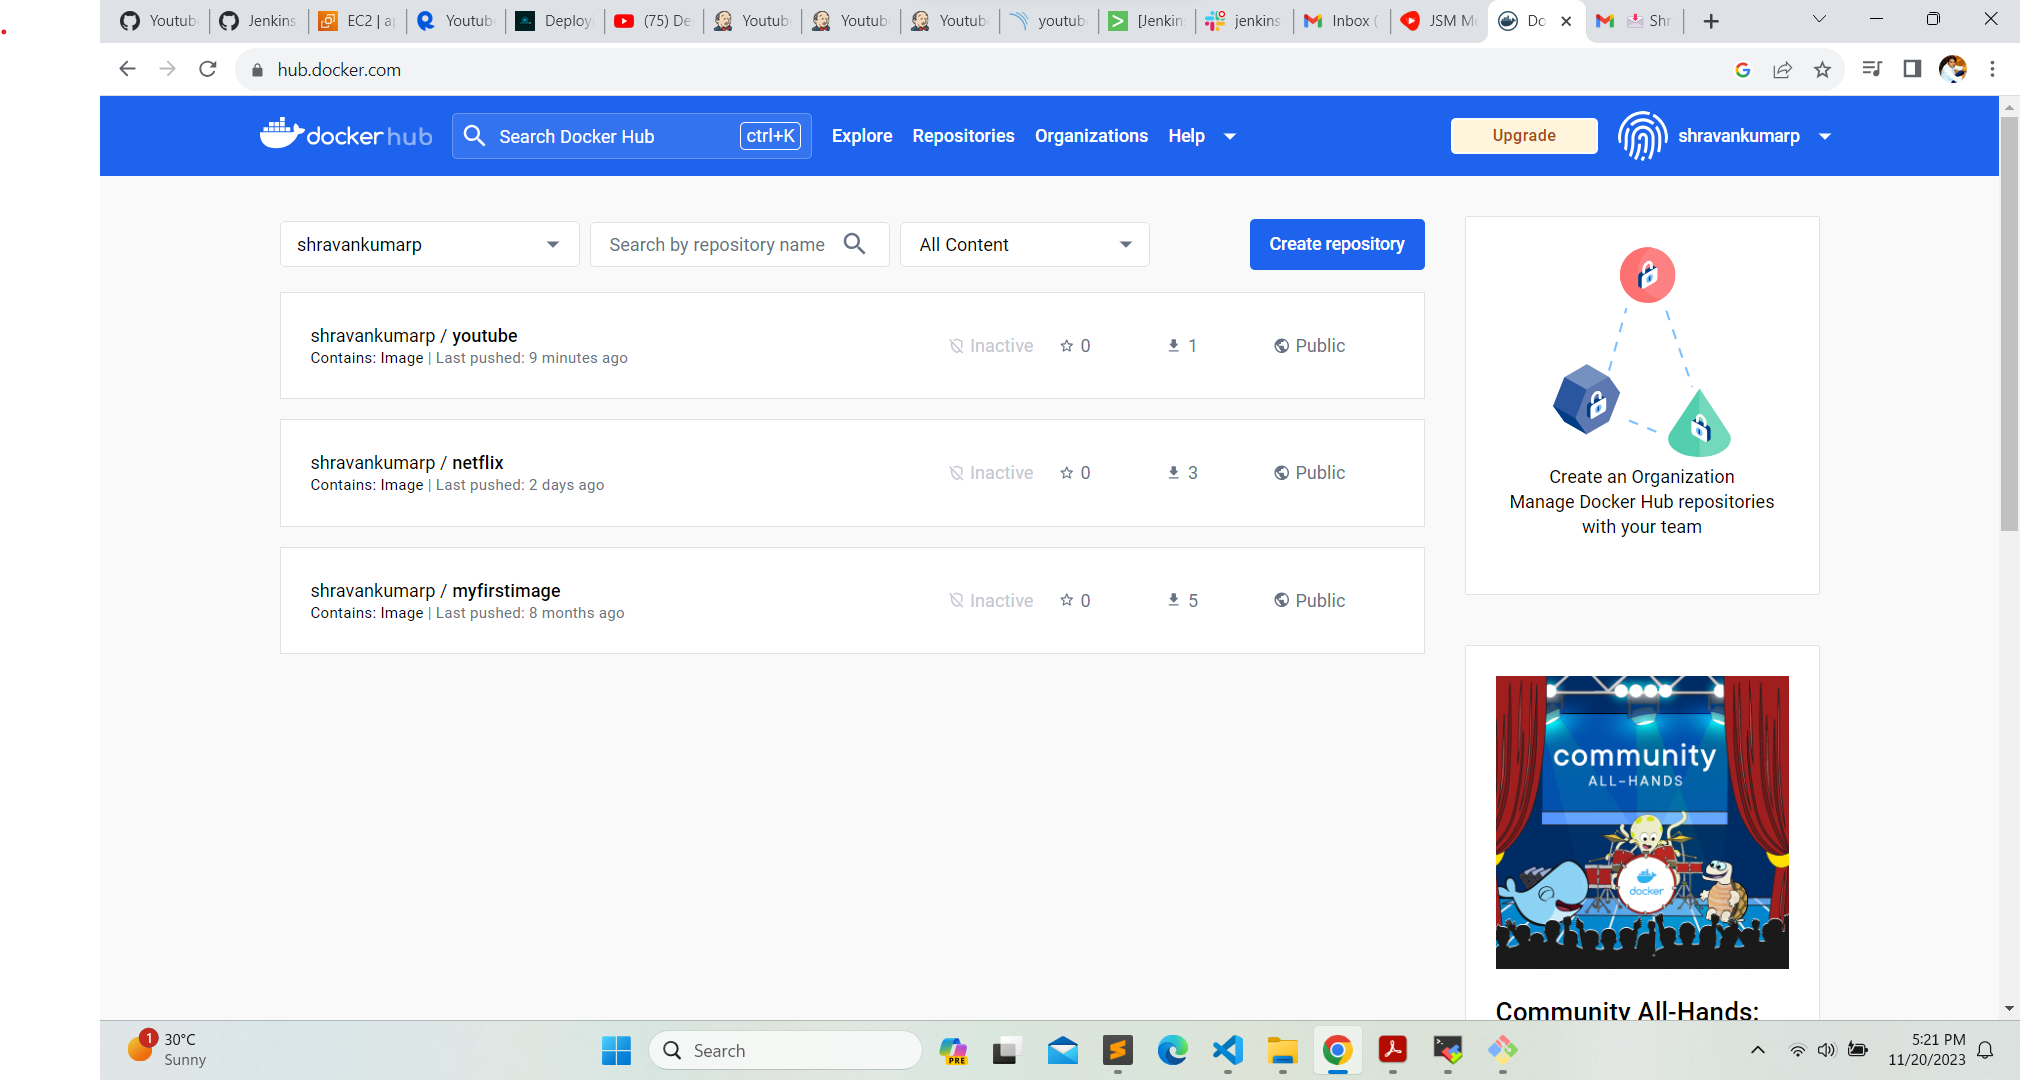 Youtub
Jenkins
EC2 | ap
Youtub
Deploy
(75) De
Youtub
Youtub
Youtub
youtub
[Jenkin
jenkins
Inbox (
JSM M
Do
Shr
hub.docker.com
docker hub
Search Docker Hub ctrl+K
Explore
Repositories
Organizations
Help
Upgrade
shravankumarp
shravankumarp
Search by repository name
All Content
Create repository
shravankumarp / youtube
Contains: Image | Last pushed: 9 minutes ago
Inactive 0 1 Public
shravankumarp / netflix
Contains: Image | Last pushed: 2 days ago
Inactive 0 3 Public
shravankumarp / myfirstimage
Contains: Image | Last pushed: 8 months ago
Inactive 0 5 Public
Create an Organization
Manage Docker Hub repositories
with your team
community
ALL-HANDS
docker
Community All-Hands:
1
30°C
Sunny
Search
PRE
5:21 PM
11/20/2023